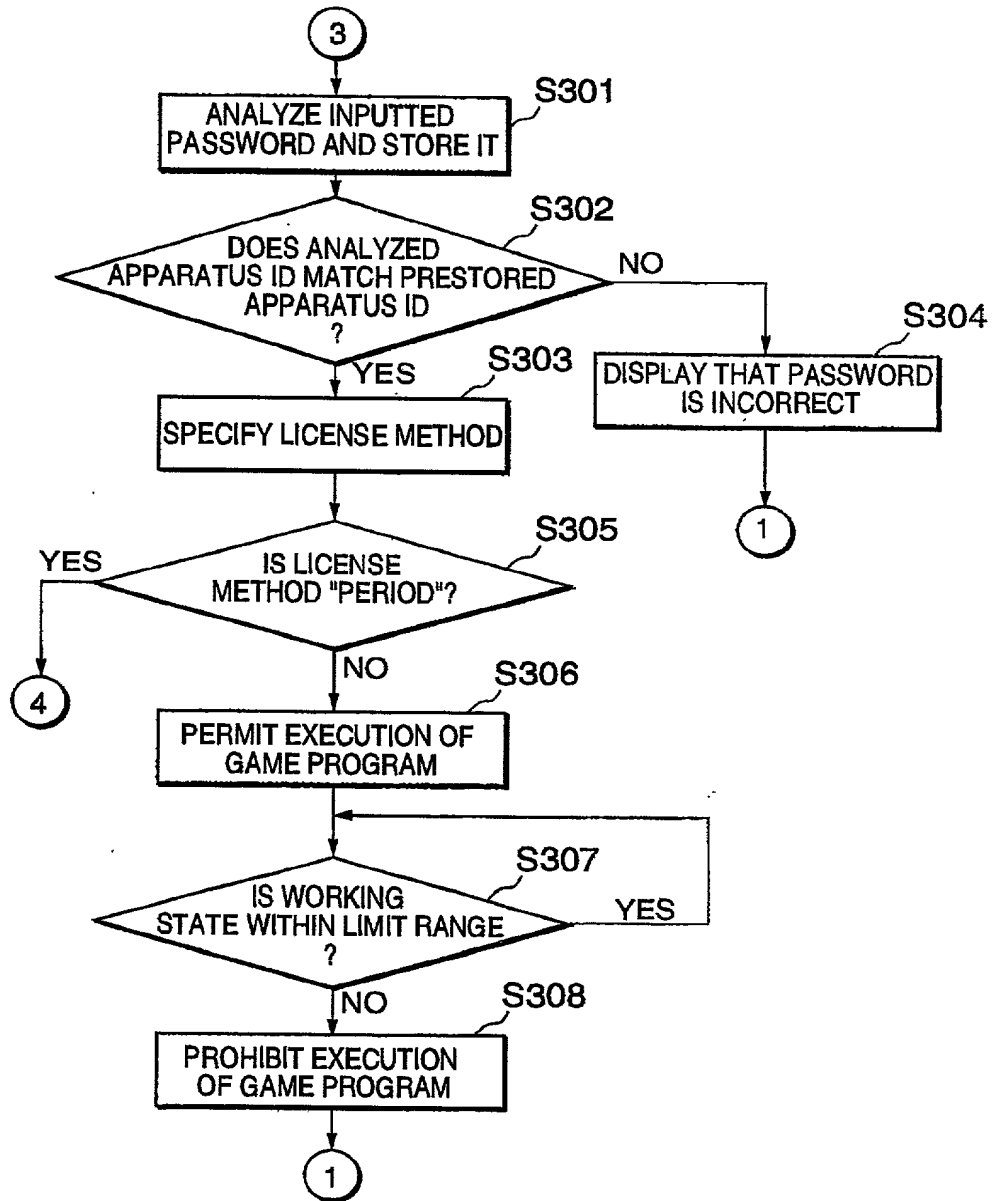 3
S301
ANALYZE INPUTTED
PASSWORD AND STORE IT
S302
DOES ANALYZED
APPARATUS ID MATCH PRESTORED
APPARATUS ID
?
NO
YES
S304
DISPLAY THAT PASSWORD
IS INCORRECT
1
S303
SPECIFY LICENSE METHOD
S305
IS LICENSE
METHOD "PERIOD"?
YES
4
NO
S306
PERMIT EXECUTION OF
GAME PROGRAM
S307
IS WORKING
STATE WITHIN LIMIT RANGE
?
YES
NO
S308
PROHIBIT EXECUTION
OF GAME PROGRAM
1